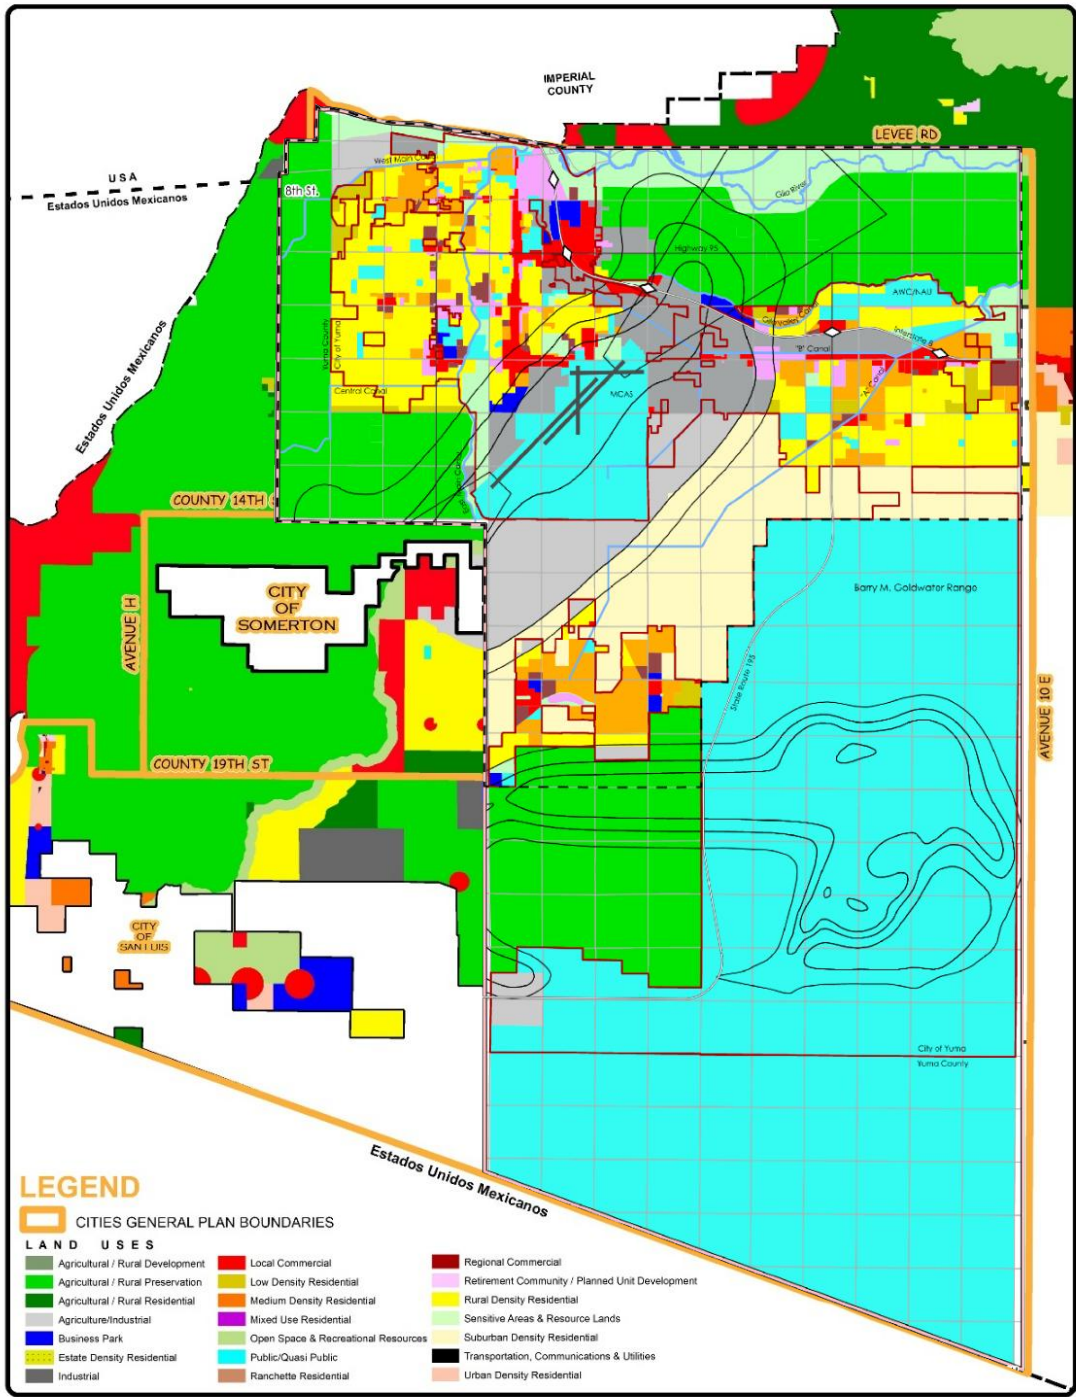 IMPERIAL
COUNTY
LEVEE RD
USA
Estados Unidos Mexicanos
West Main Canal
8th St.
Gila River
Highway 95
AWC/NAU
Yuma County
City of Yuma
Interstate 8
"B" Canal
Estados Unidos Mexicanos
Central Canal
MCAS
"A" Canal
COUNTY 14TH
CITY
OF
SOMERTON
Barry M. Goldwater Range
AVENUE H
State Route 195
AVENUE 10 E
COUNTY 19TH ST
CITY
OF
SAN LUIS
City of Yuma
Yuma County
Estados Unidos Mexicanos
LEGEND
CITIES GENERAL PLAN BOUNDARIES
LAND USES
Agricultural / Rural Development
Agricultural / Rural Preservation
Agricultural / Rural Residential
Agriculture/Industrial
Business Park
Estate Density Residential
Industrial
Local Commercial
Low Density Residential
Medium Density Residential
Mixed Use Residential
Open Space & Recreational Resources
Public/Quasi Public
Ranchette Residential
Regional Commercial
Retirement Community / Planned Unit Development
Rural Density Residential
Sensitive Areas & Resource Lands
Suburban Density Residential
Transportation, Communications & Utilities
Urban Density Residential